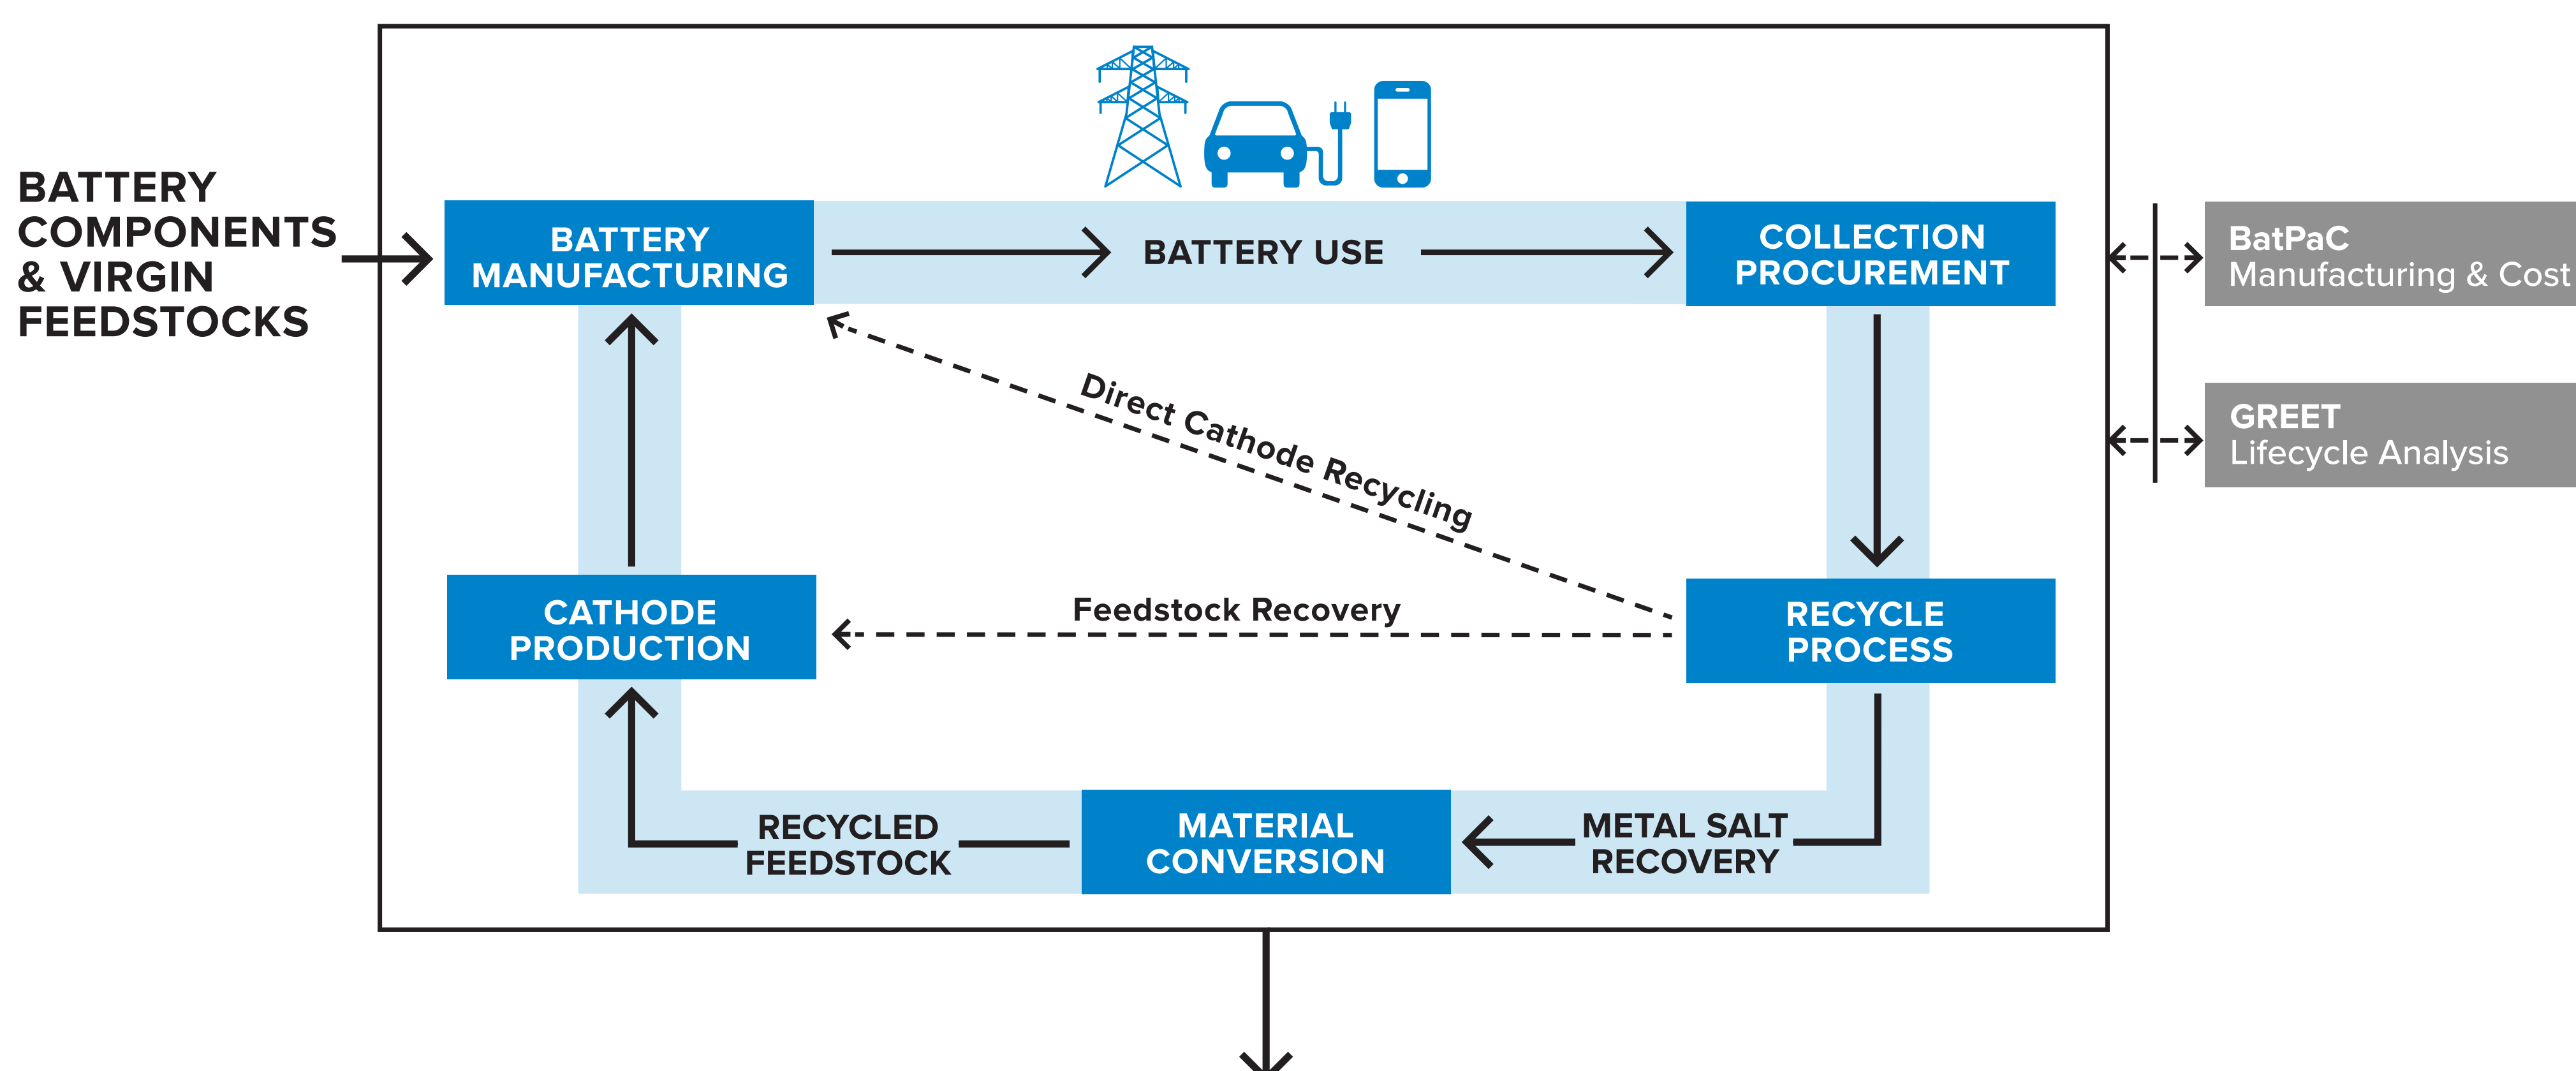 BATTERY
COMPONENTS
& VIRGIN
FEEDSTOCKS
BATTERY
MANUFACTURING
BATTERY USE
COLLECTION
PROCUREMENT
BatPaC
Manufacturing & Cost
GREET
Lifecycle Analysis
Direct Cathode Recycling
Feedstock Recovery
CATHODE
PRODUCTION
RECYCLE
PROCESS
RECYCLED
FEEDSTOCK
MATERIAL
CONVERSION
METAL SALT
RECOVERY